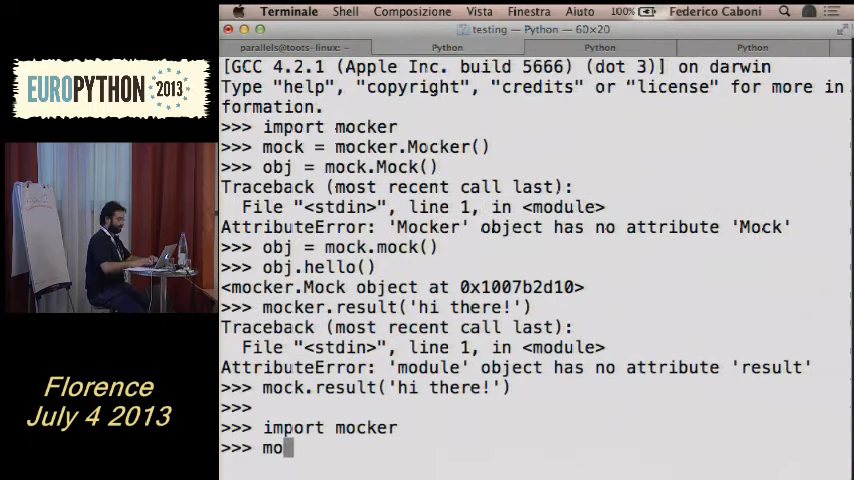 Terminale Shell Composizione Vista Finestra Aiuto 100% Federico Caboni
testing — Python — 60x20
parallels@toots-linux: ~ Python Python Python
EUROPYTHON 2013
[GCC 4.2.1 (Apple Inc. build 5666) (dot 3)] on darwin
Type "help", "copyright", "credits" or "license" for more in
formation.
>>> import mocker
>>> mock = mocker.Mocker()
>>> obj = mock.Mock()
Traceback (most recent call last):
  File "<stdin>", line 1, in <module>
AttributeError: 'Mocker' object has no attribute 'Mock'
>>> obj = mock.mock()
>>> obj.hello()
<mocker.Mock object at 0x1007b2d10>
>>> mocker.result('hi there!')
Traceback (most recent call last):
  File "<stdin>", line 1, in <module>
AttributeError: 'module' object has no attribute 'result'
>>> mock.result('hi there!')
>>>
>>> import mocker
>>> mo
Florence
July 4 2013